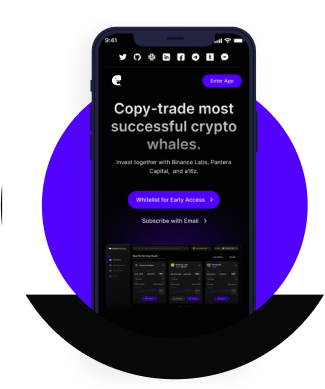 9:41
Enter App
Copy-trade most
successful crypto
whales.
Invest together with Binance Labs, Pantera
Capital, and a16z.
Whitelist for Early Access
Subscribe with Email